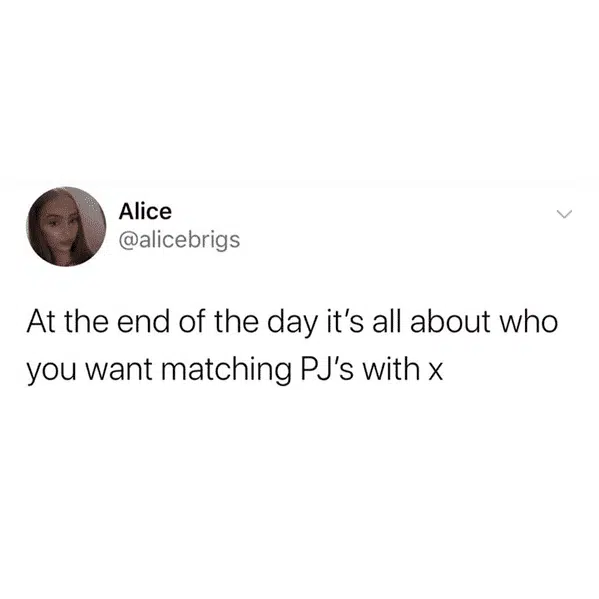 Alice
@alicebrigs
At the end of the day it's all about who
you want matching PJ's with x